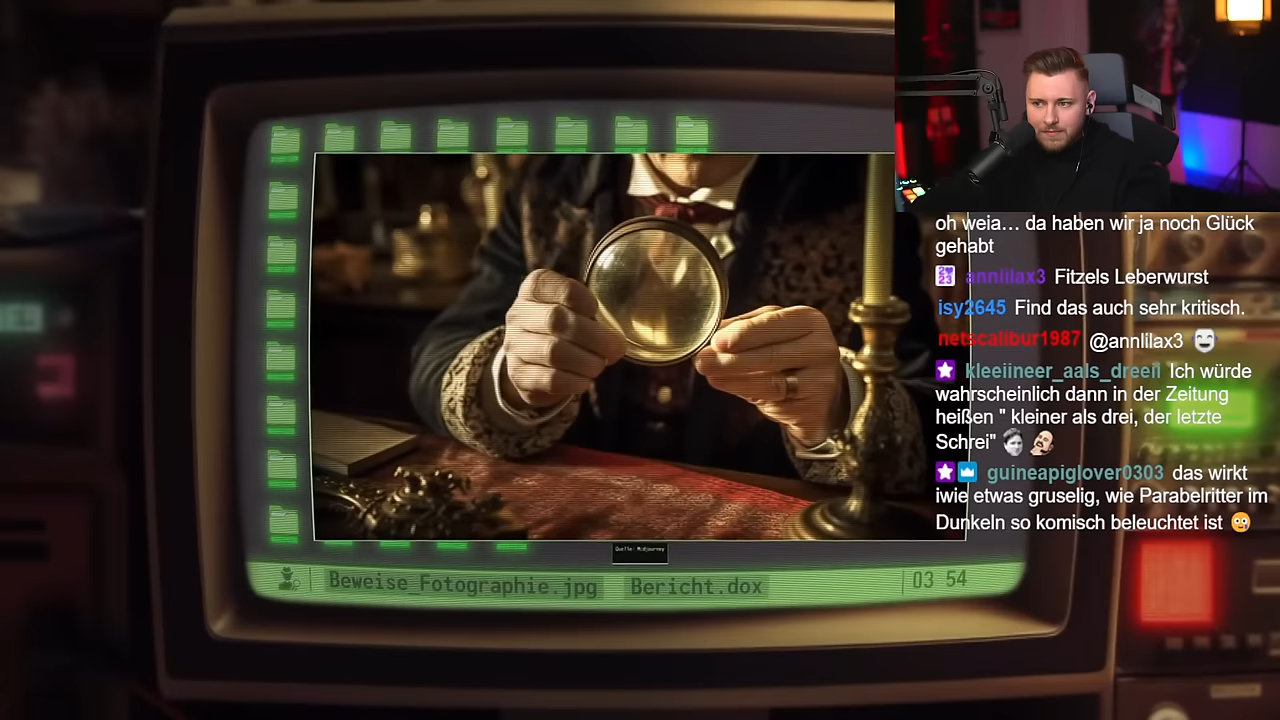 oh weia… da haben wir ja noch Glück
gehabt
annlilax3 Fitzels Leberwurst
isy2645 Find das auch sehr kritisch.
netscalibur1987 @annlilax3
kleeiineer_aals_dreeii Ich würde
wahrscheinlich dann in der Zeitung
heißen " kleiner als drei, der letzte
Schrei"
guineapiglover0303 das wirkt
iwie etwas gruselig, wie Parabelritter im
Dunkeln so komisch beleuchtet ist
Quelle: Midjourney
Beweise_Fotographie.jpg Bericht.dox 03 54